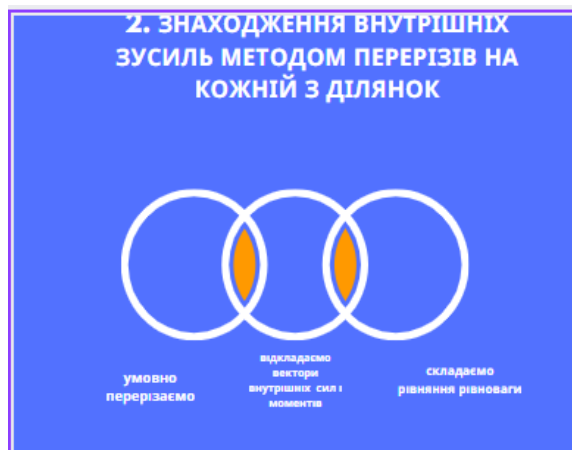 2. ЗНАХОДЖЕННЯ ВНУТРІШНІХ
ЗУСИЛЬ МЕТОДОМ ПЕРЕРІЗІВ НА
КОЖНІЙ З ДІЛЯНОК
умовно
перерізаємо
відкладаємо
вектори
внутрішніх сил і
моментів
складаємо
рівняння рівноваги